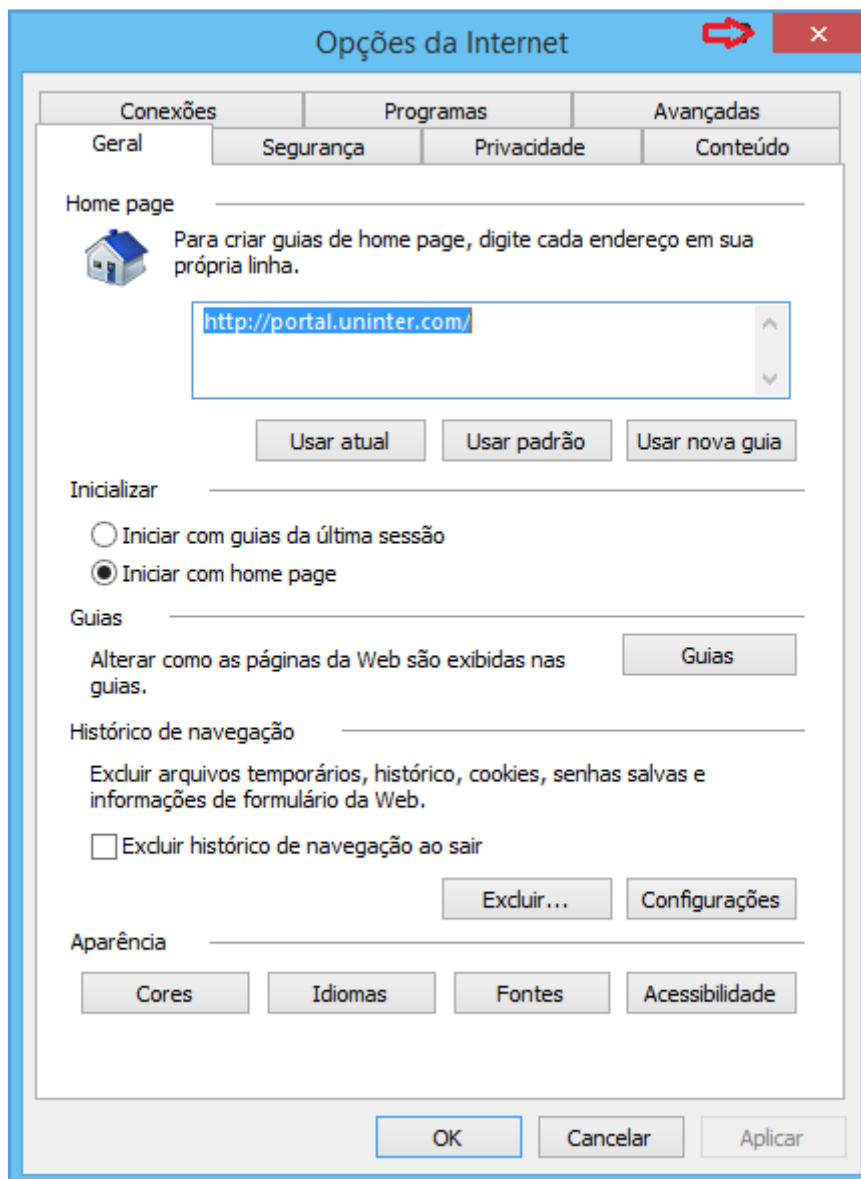 Opções da Internet
Conexões Programas Avançadas
Geral Segurança Privacidade Conteúdo
Home page
Para criar guias de home page, digite cada endereço em sua
própria linha.
http://portal.uninter.com/
Usar atual Usar padrão Usar nova guia
Inicializar
Iniciar com guias da última sessão
Iniciar com home page
Guias
Alterar como as páginas da Web são exibidas nas
guias.
Guias
Histórico de navegação
Excluir arquivos temporários, histórico, cookies, senhas salvas e
informações de formulário da Web.
Excluir histórico de navegação ao sair
Excluir... Configurações
Aparência
Cores Idiomas Fontes Acessibilidade
OK Cancelar Aplicar